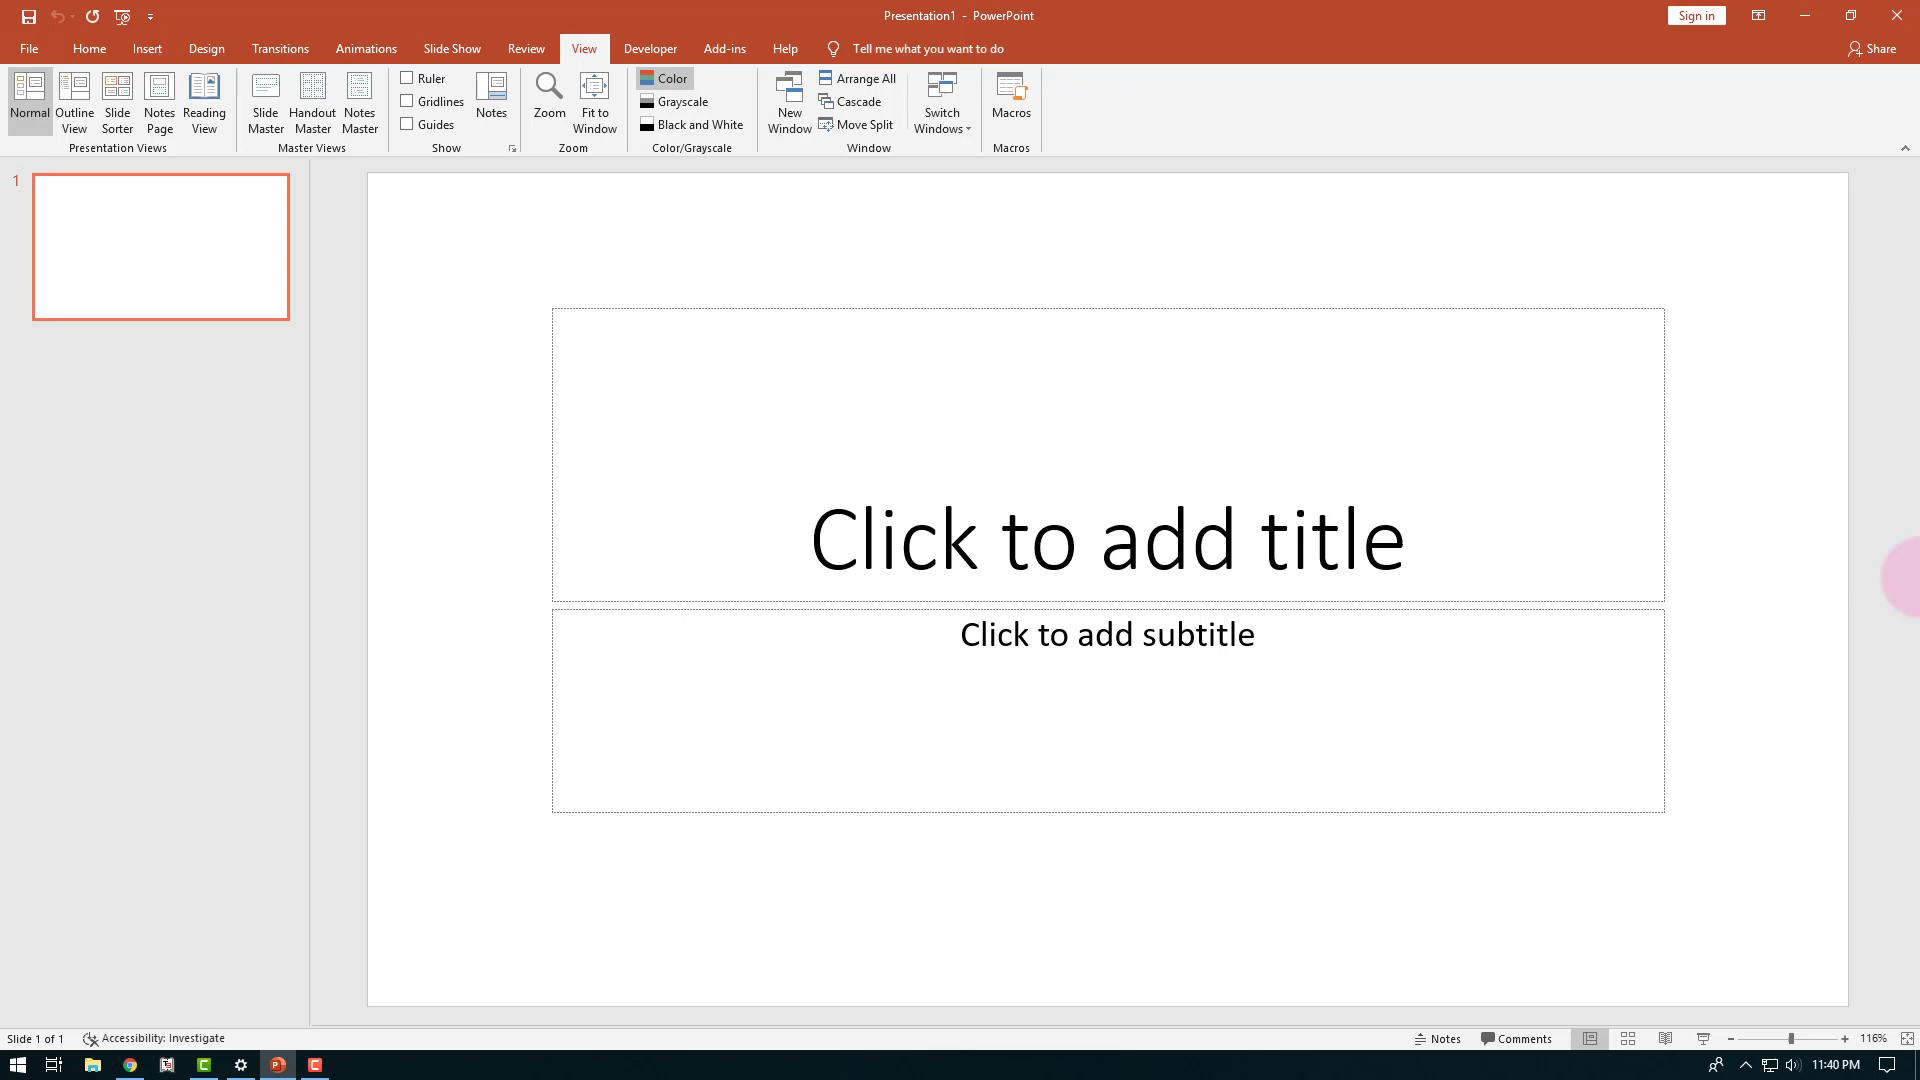 Presentation1 - PowerPoint
Sign in
File Home Insert Design Transitions Animations Slide Show Review View Developer Add-ins Help Tell me what you want to do Share
Normal
Outline View
Slide Sorter
Notes Page
Reading View
Presentation Views
Slide Master
Handout Master
Notes Master
Master Views
Ruler
Gridlines
Guides
Notes
Show
Zoom
Fit to Window
Zoom
Color
Grayscale
Black and White
Color/Grayscale
New Window
Arrange All
Cascade
Move Split
Switch Windows
Window
Macros
Macros
1
Click to add title
Click to add subtitle
Slide 1 of 1 Accessibility: Investigate Notes Comments 116%
11:40 PM